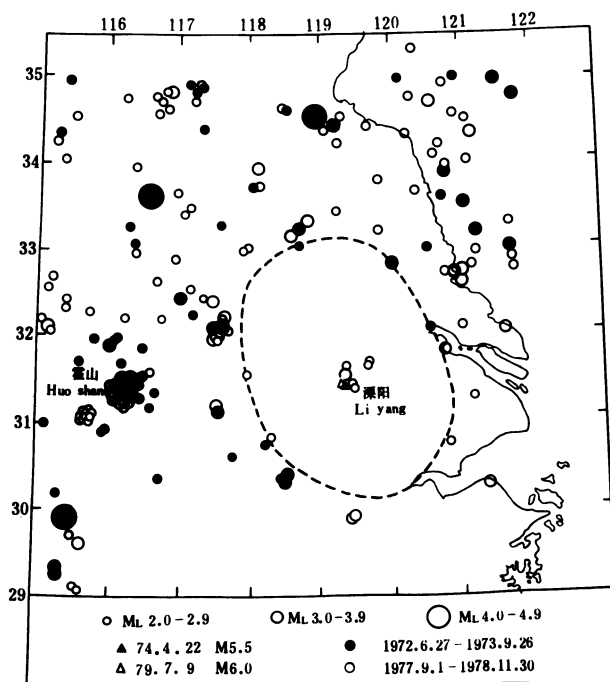 116 117 118 119 120 121 122
35
34
33
32
31
30
29
霍山
Huo shan
溧阳
Li yang
ML 2.0-2.9 ML 3.0-3.9 ML 4.0-4.9
74.4.22 M5.5 1972.6.27-1973.9.26
79.7.9 M6.0 1977.9.1-1978.11.30